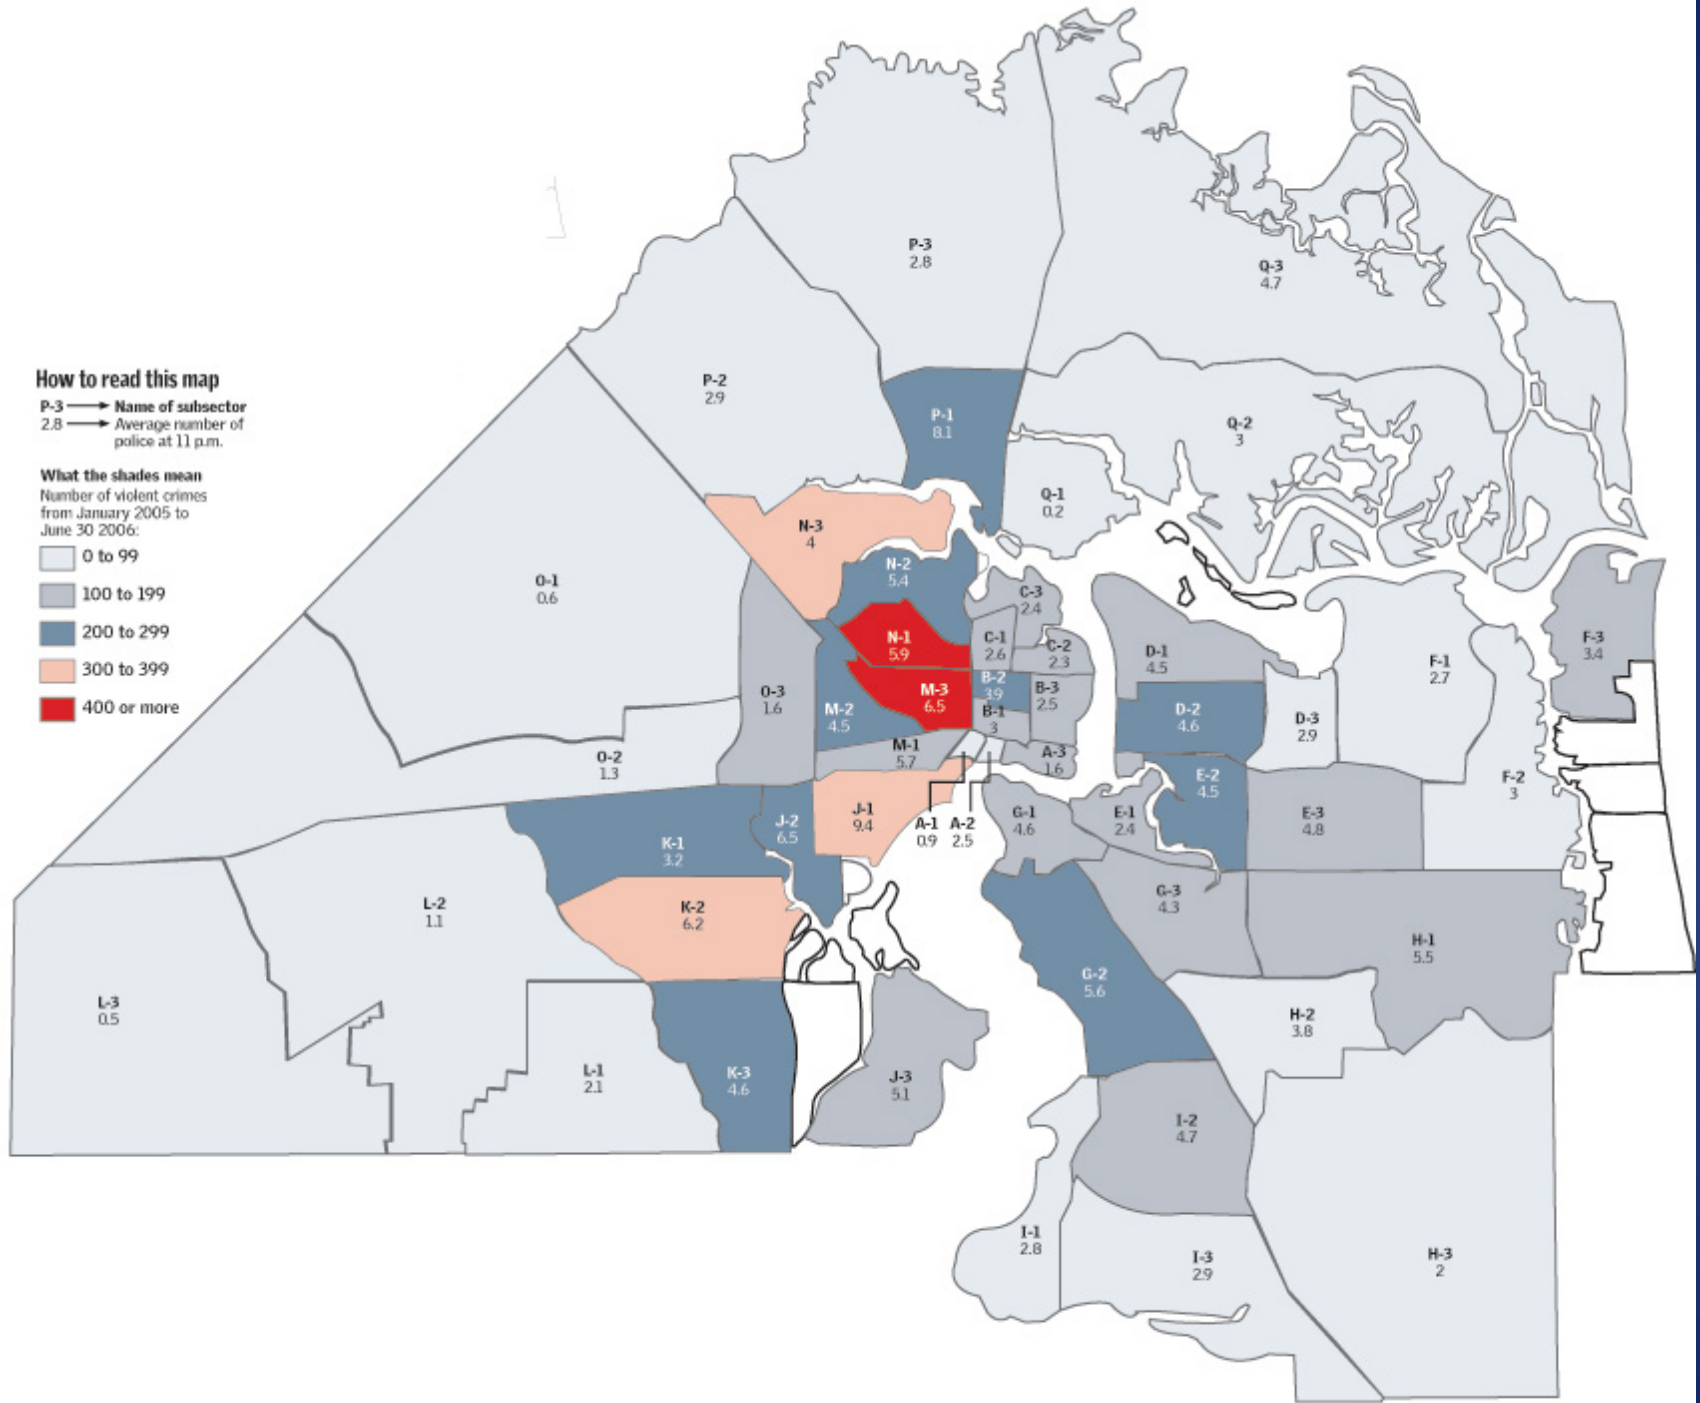 How to read this map
P-3 Name of subsector
2.8 Average number of
police at 11 p.m.
What the shades mean
Number of violent crimes
from January 2005 to
June 30 2006:
0 to 99
100 to 199
200 to 299
300 to 399
400 or more
P-3
2.8
Q-3
4.7
P-2
2.9
P-1
8.1
Q-2
3
Q-1
0.2
N-3
4
O-1
0.6
N-2
5.4
C-3
2.4
N-1
5.9
C-1
2.6
C-2
2.3
D-1
4.5
F-1
2.7
F-3
3.4
O-3
1.6
M-2
4.5
M-3
6.5
B-2
3.9
B-3
2.5
B-1
3
D-2
4.6
D-3
2.9
M-1
5.7
A-3
1.6
O-2
1.3
E-2
4.5
F-2
3
J-2
6.5
J-1
9.4
A-1
0.9
A-2
2.5
G-1
4.6
E-1
2.4
E-3
4.8
K-1
3.2
K-2
6.2
L-2
1.1
G-3
4.3
H-1
5.5
G-2
5.6
L-3
0.5
H-2
3.8
L-1
2.1
K-3
4.6
J-3
5.1
I-2
4.7
I-1
2.8
I-3
2.9
H-3
2